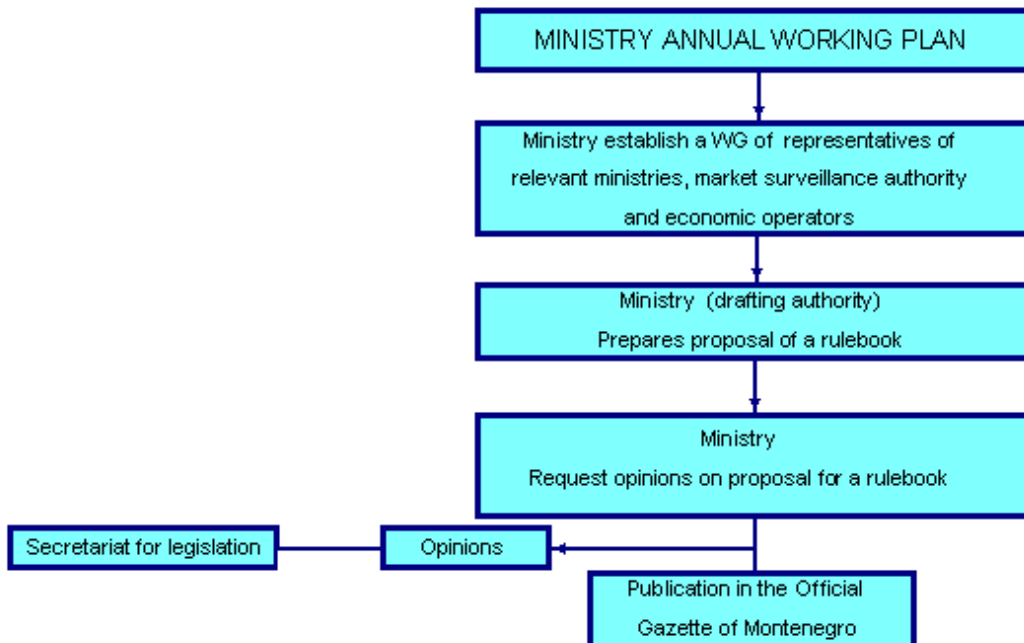 MINISTRY ANNUAL WORKING PLAN
Ministry establish a WG of representatives of
relevant ministries, market surveillance authority
and economic operators
Ministry (drafting authority)
Prepares proposal of a rulebook
Ministry
Request opinions on proposal for a rulebook
Secretariat for legislation
Opinions
Publication in the Official
Gazette of Montenegro